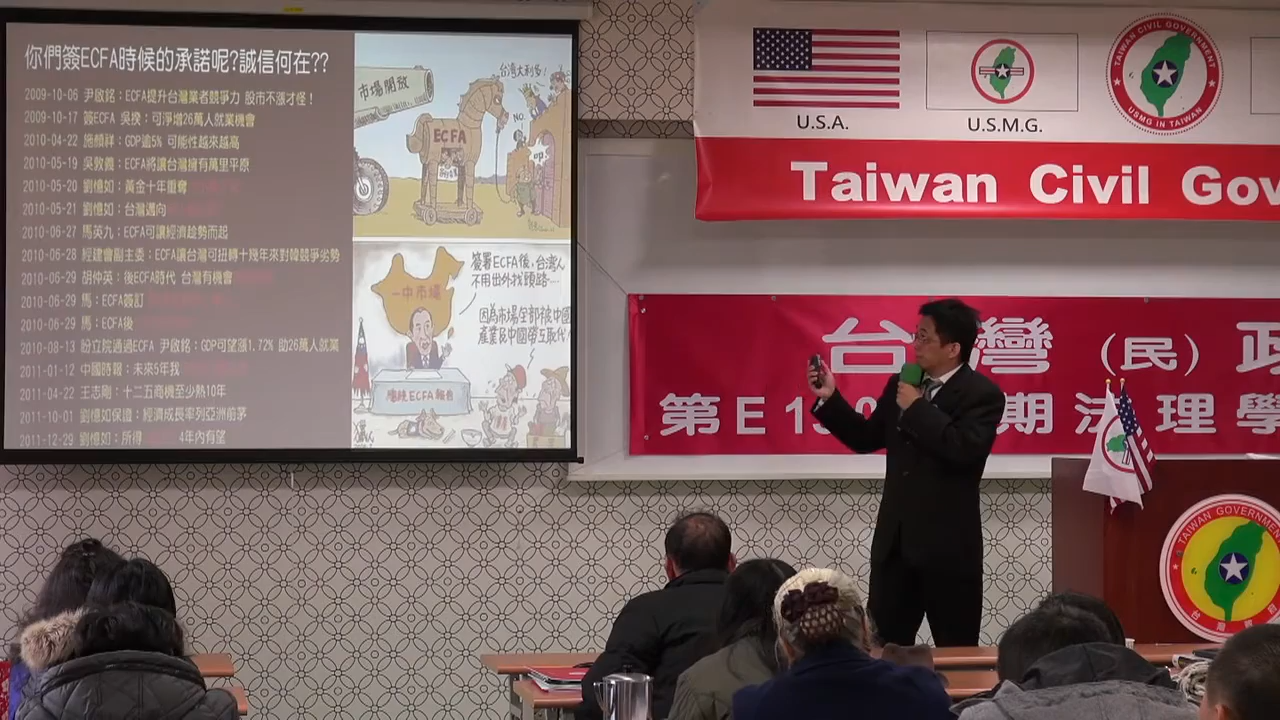 你們簽ECFA時候的承諾呢?誠信何在??
2009-10-06 尹啟銘：ECFA提升台灣業者競爭力 股市不漲才怪！
2009-10-17 簽ECFA 吳揆：可淨增26萬人就業機會
2010-04-22 施顏祥：GDP逾5% 可能性越來越高
2010-05-19 吳敦義：ECFA將讓台灣擁有萬里平原
2010-05-20 劉憶如：黃金十年重奪
2010-05-21 劉憶如：台灣邁向
2010-06-27 馬英九：ECFA可讓經濟趁勢而起
2010-06-28 經建會副主委：ECFA讓台灣可扭轉十幾年來對韓競爭劣勢
2010-06-29 胡仲英：後ECFA時代 台灣有機會
2010-06-29 馬：ECFA簽訂
2010-06-29 馬：ECFA後
2010-08-13 盼立院通過ECFA 尹啟銘：GDP可望漲1.72% 助26萬人就業
2011-01-12 中國時報：未來5年我
2011-04-22 王志剛：十二五商機至少熱10年
2011-10-01 劉憶如保證：經濟成長率列亞洲前茅
2011-12-29 劉憶如：所得 4年內有望
市場開放
台湾大利多！
NO.
ECFA
簽署ECFA後，台湾人
不用出外找頭路…
一中市場
因為市場全部被中国
產業及中國勞工取代！
U.S.A.
U.S.M.G.
TAIWAN CIVIL GOVERNMENT
USMG IN TAIWAN
Taiwan Civil Gov
台灣（民）政
第E1 期法理學
TAIWAN GOVERNMENT